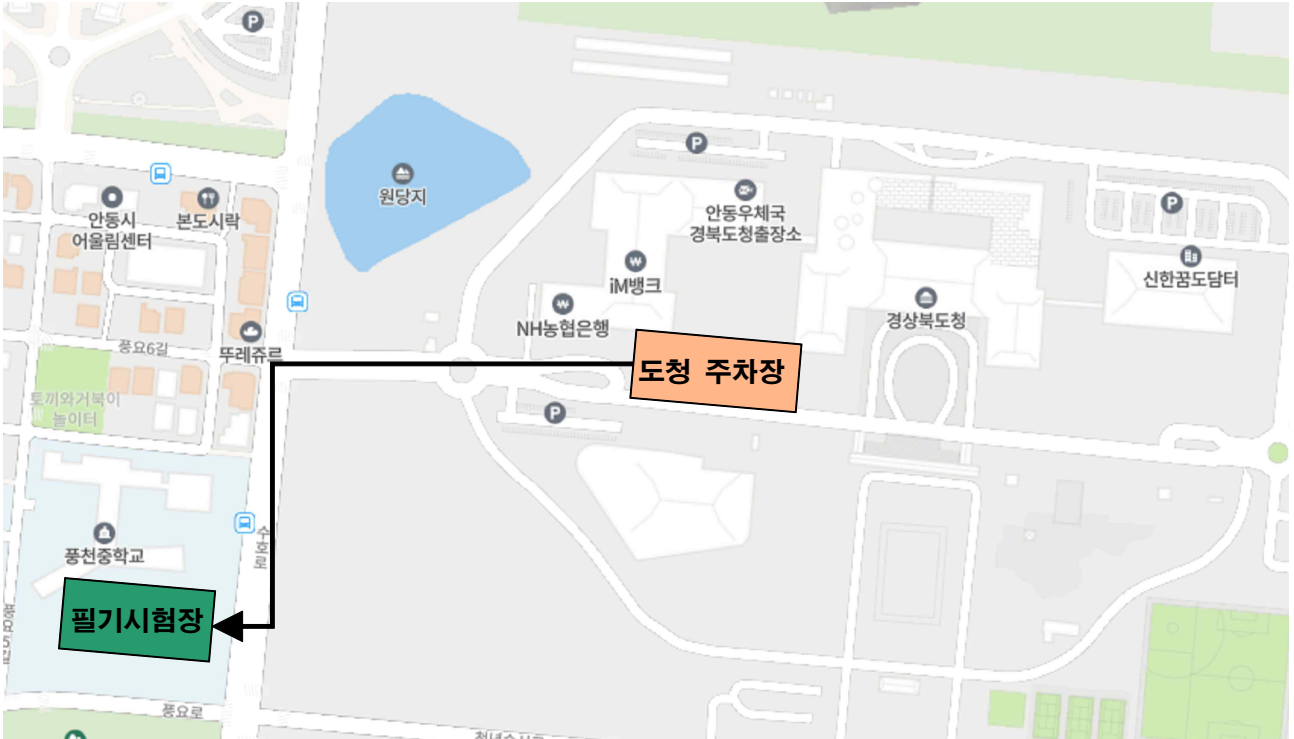 P
원당지
P
안동우체국
경북도청출장소
P
안동시
어울림센터
본도시락
iM뱅크
신한꿈도담터
NH농협은행
경상북도청
풍요6길
뚜레쥬르
도청 주차장
토끼와거북이
놀이터
P
풍천중학교
수호로
필기시험장
풍요5길
풍요로